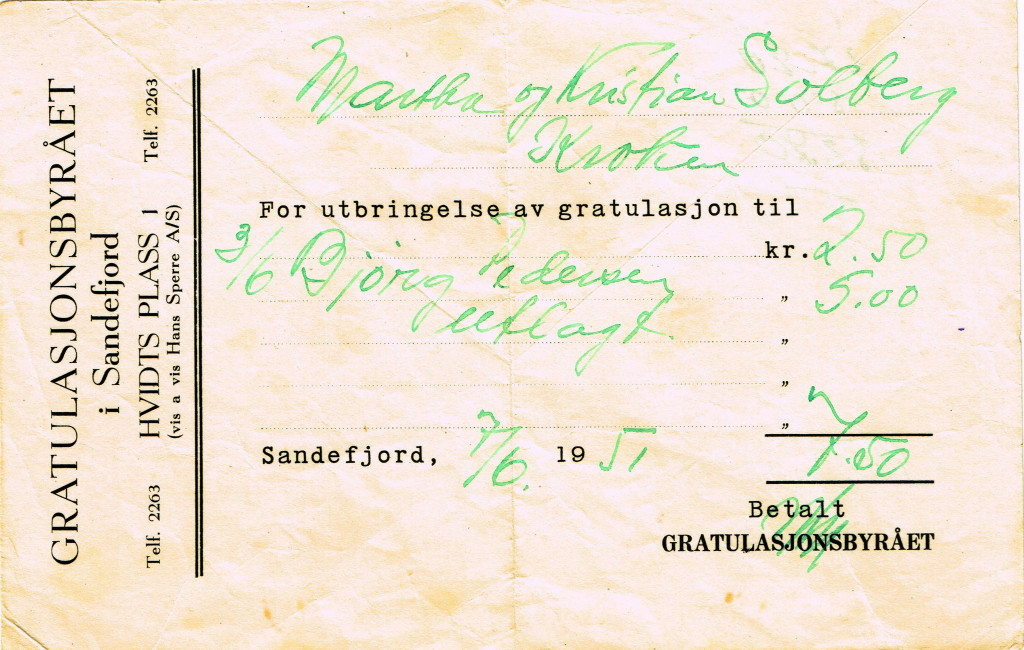 GRATULASJONSBYRÅET
i Sandefjord
Telf. 2263 HVIDTS PLASS 1 Telf. 2263
(vis a vis Hans Sperre A/S)
Martha og Kristian Solberg
Kroken
For utbringelse av gratulasjon til
3/6 Bjørg Pedersen kr. 2.50
utlagt. " 5.00
"
"
"
Sandefjord, 7/6. 1951 7.50
Betalt
GRATULASJONSBYRÅET